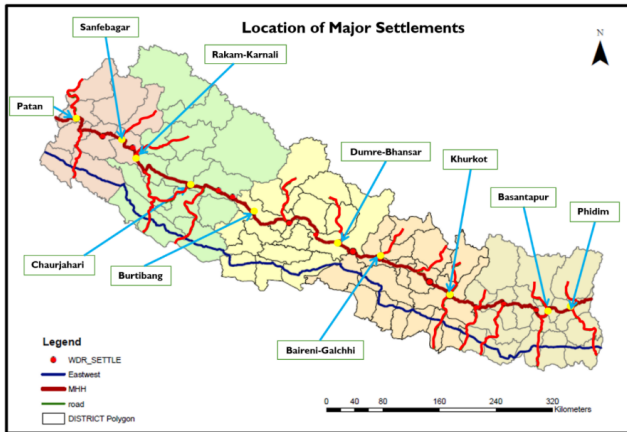 Location of Major Settlements
N
Sanfebagar
Rakam-Karnali
Patan
Dumre-Bhansar
Khurkot
Basantapur
Phidim
Chaurjahari
Burtibang
Baireni-Galchhi
Legend
WDR_SETTLE
Eastwest
MHH
road
DISTRICT Polygon
0 40 80 160 240 320
Kilometers